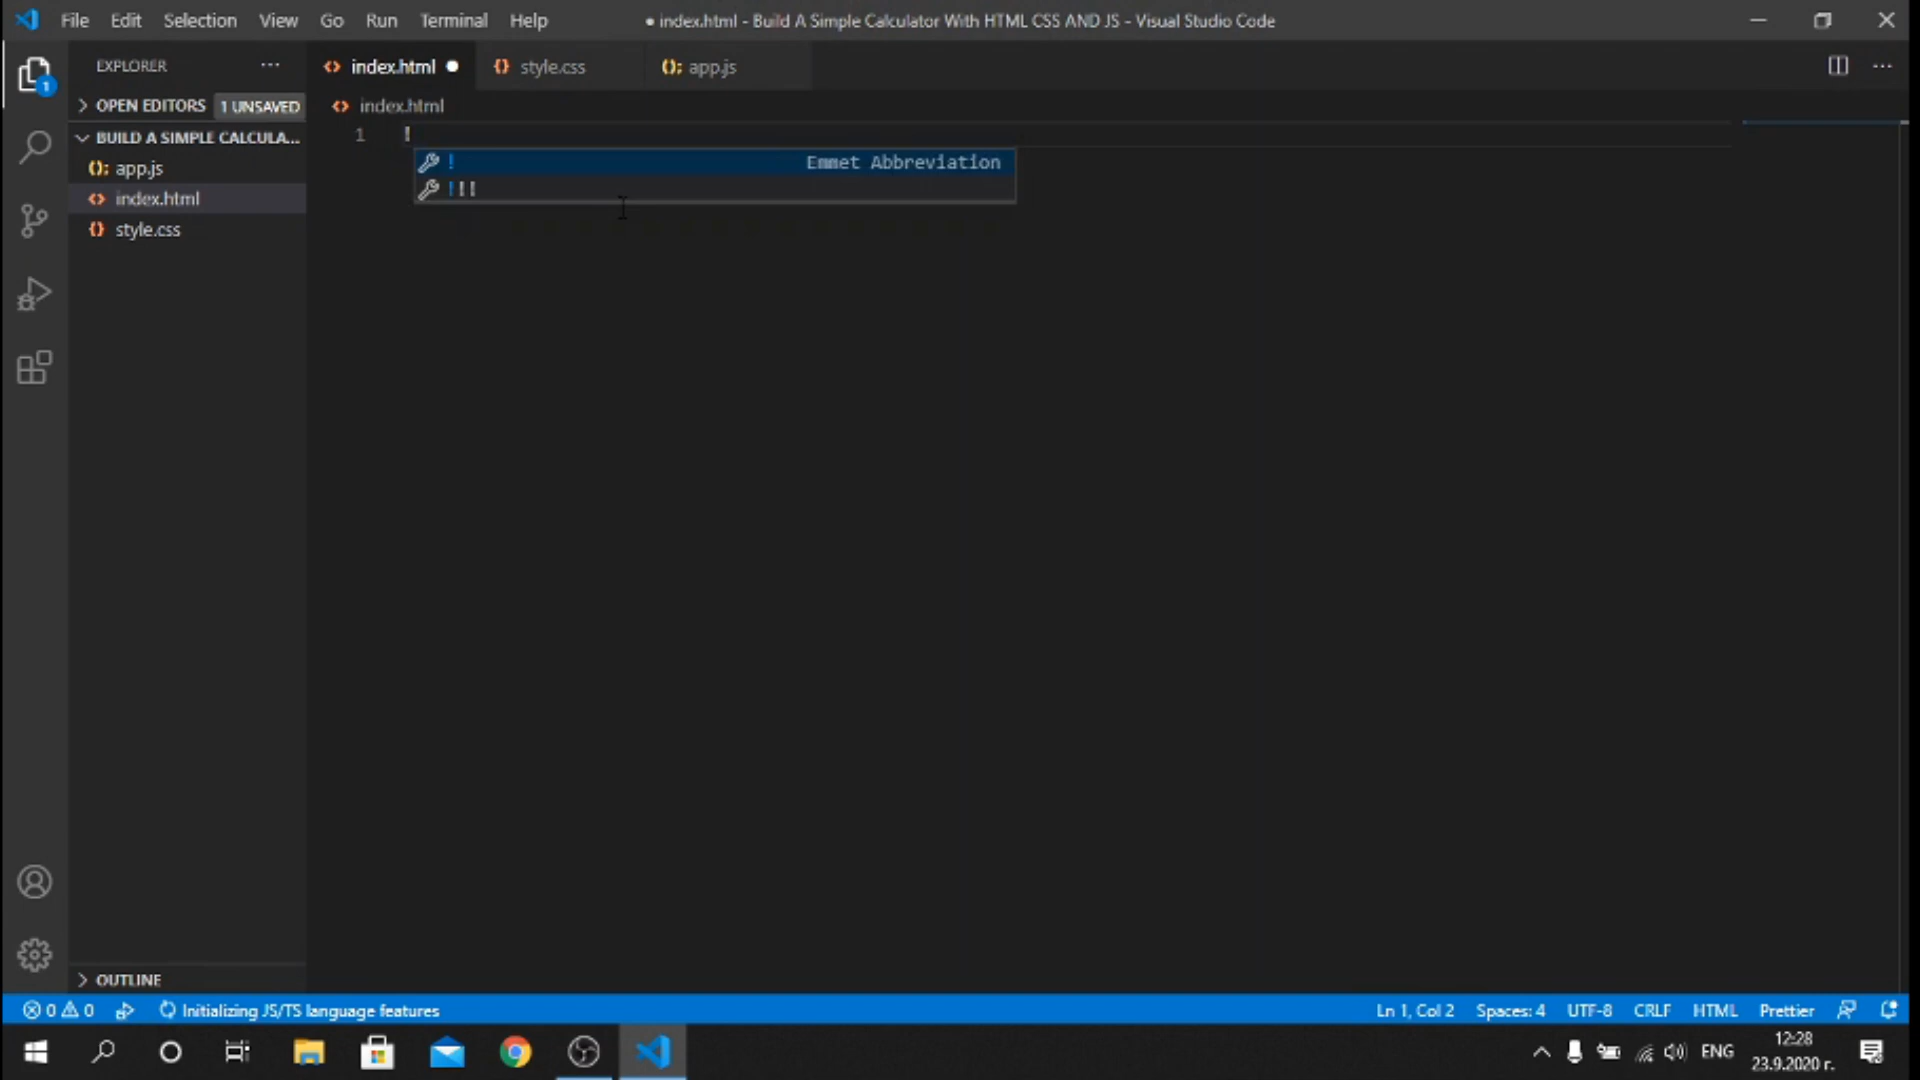 File Edit Selection View Go Run Terminal Help
● index.html - Build A Simple Calculator With HTML CSS AND JS - Visual Studio Code
EXPLORER ···
index.html ●
style.css
app.js
OPEN EDITORS 1 UNSAVED
index.html
BUILD A SIMPLE CALCULA...
app.js
index.html
style.css
1
1 !
! Emmet Abbreviation
!!!
OUTLINE
0 0
Initializing JS/TS language features
Ln 1, Col 2 Spaces: 4 UTF-8 CRLF HTML Prettier
ENG
12:28
23.9.2020 г.